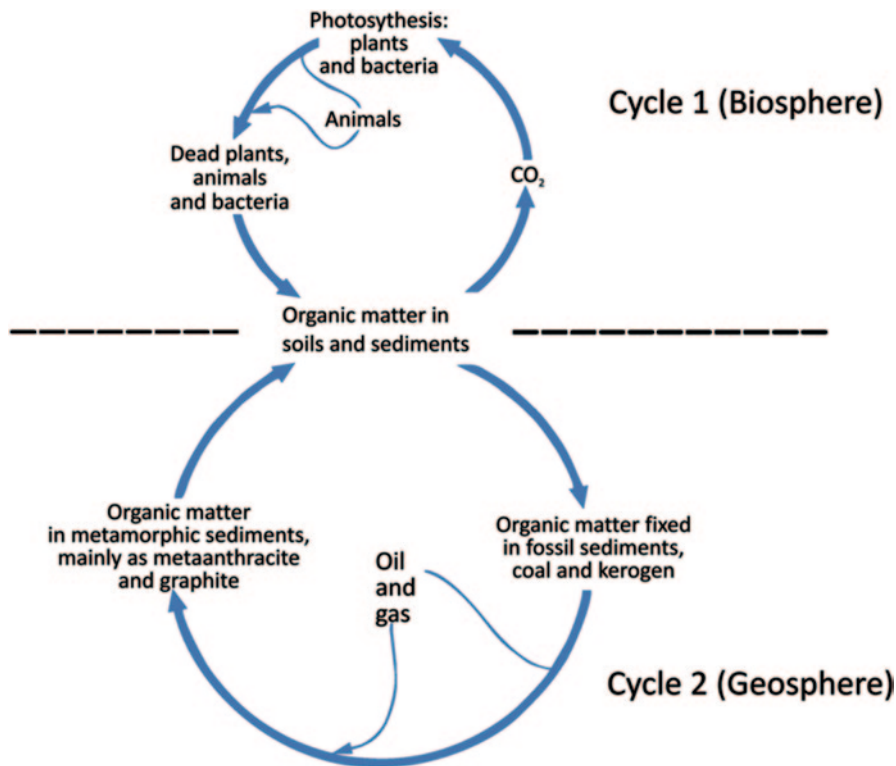 Photosythesis:
plants
and bacteria
Cycle 1 (Biosphere)
Animals
Dead plants,
animals
and bacteria
CO₂
Organic matter in
soils and sediments
Organic matter
in metamorphic sediments,
mainly as metaanthracite
and graphite
Organic matter fixed
in fossil sediments,
coal and kerogen
Oil
and
gas
Cycle 2 (Geosphere)